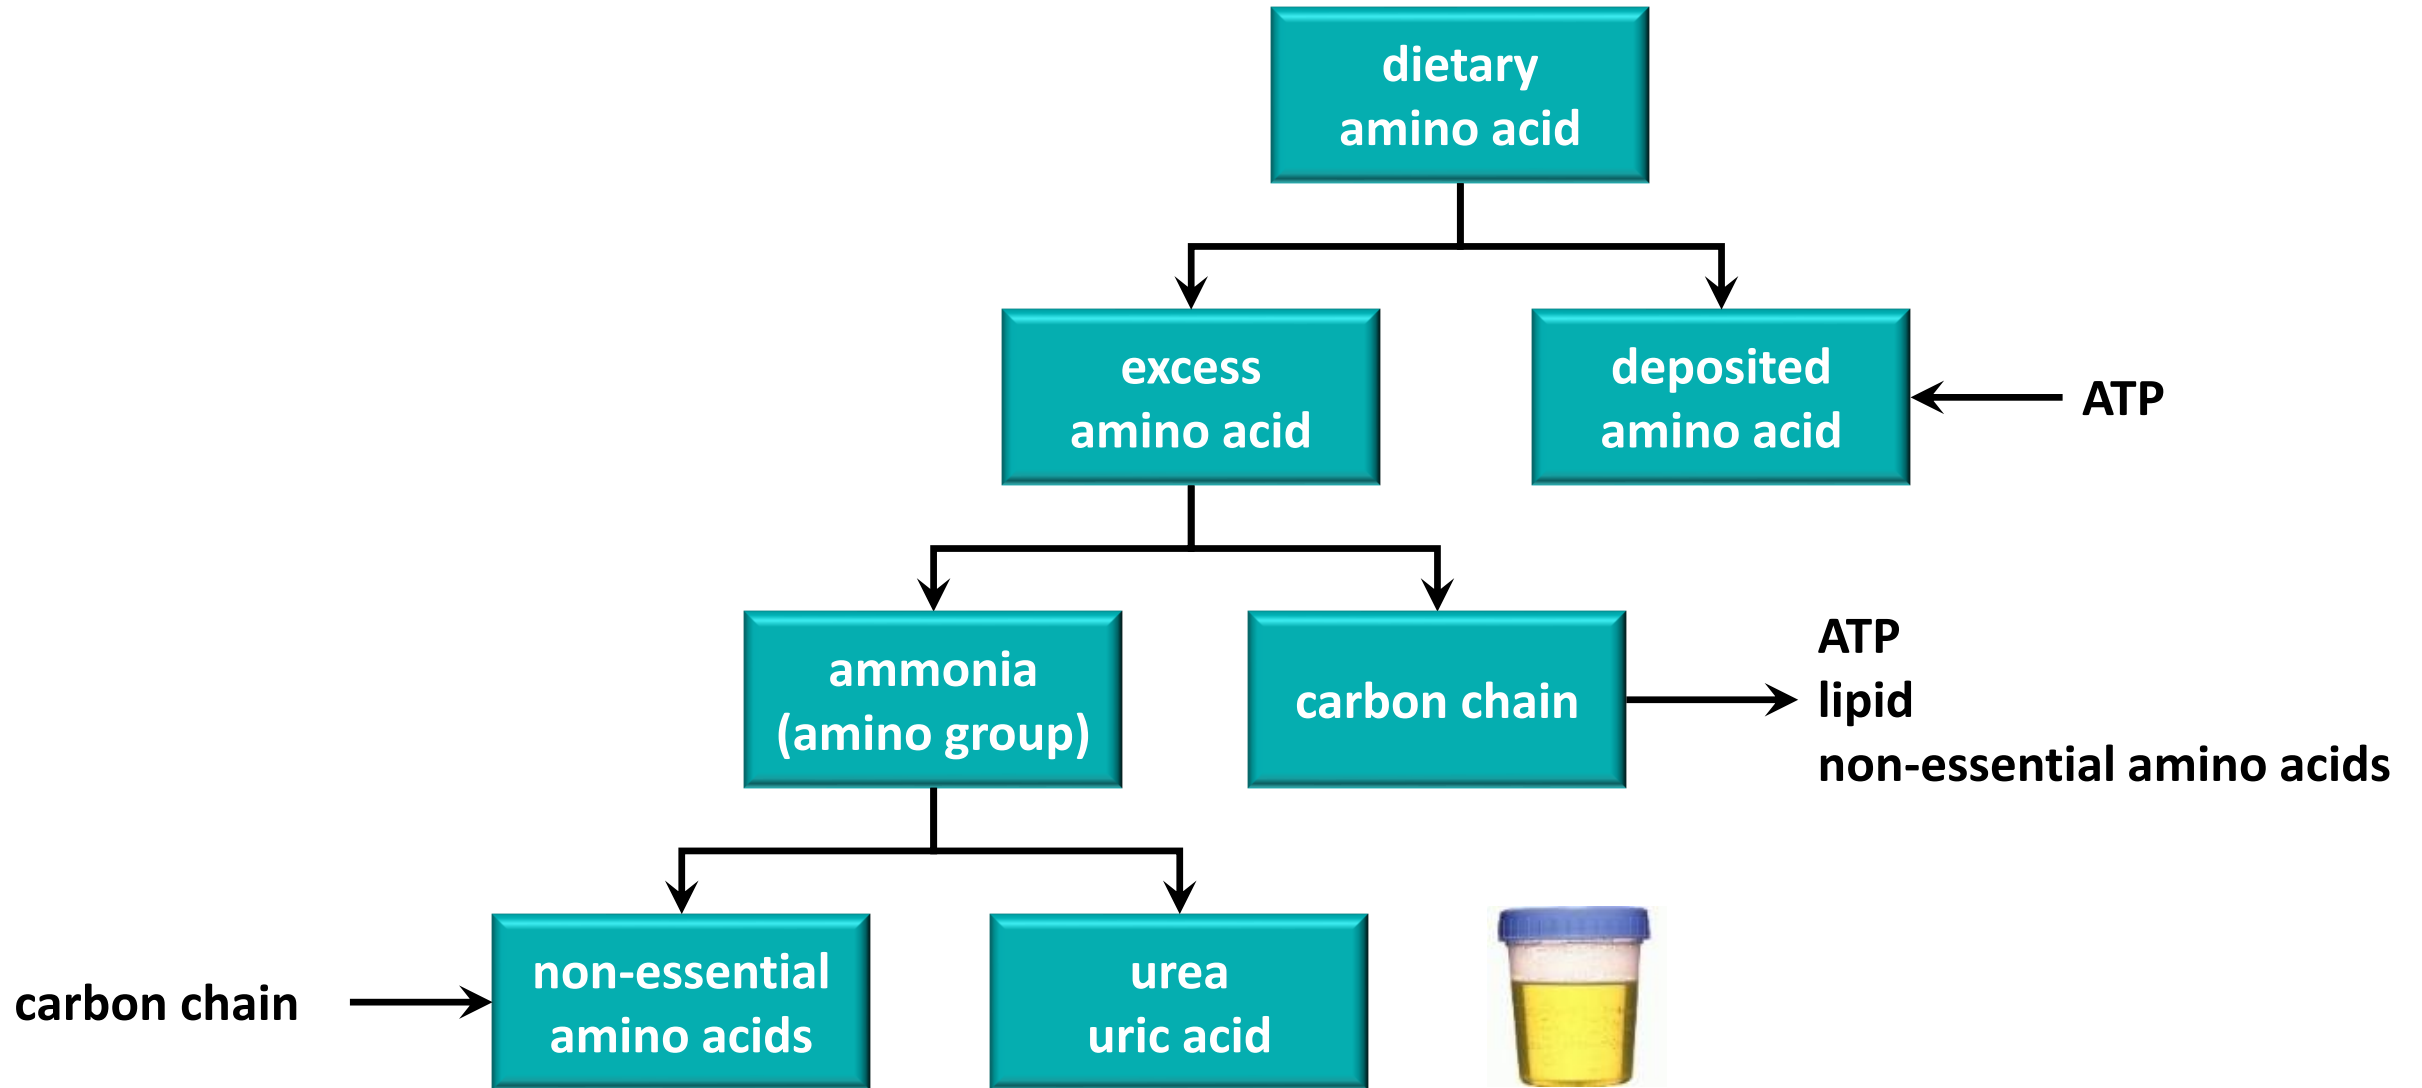 dietary
amino acid
excess
amino acid
deposited
amino acid
ATP
ammonia
(amino group)
carbon chain
ATP
lipid
non-essential amino acids
carbon chain
non-essential
amino acids
urea
uric acid